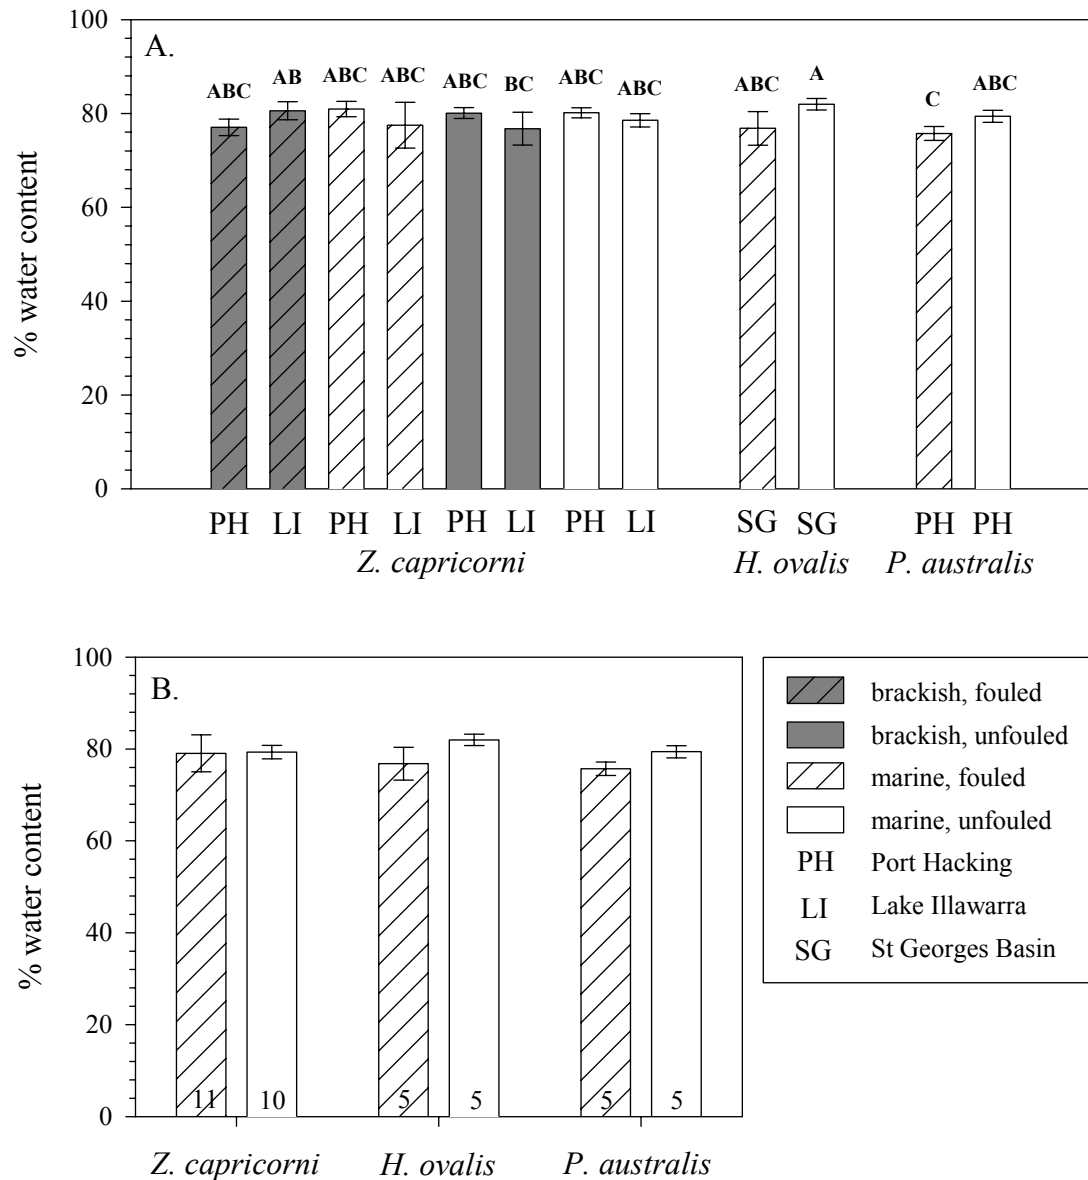 100
80
60
40
20
0
% water content
A.
ABC AB ABC ABC ABC BC ABC ABC ABC A C ABC
PH LI PH LI PH LI PH LI SG SG PH PH
Z. capricorni H. ovalis P. australis
100
80
60
40
20
0
% water content
B.
11 10 5 5 5 5
Z. capricorni H. ovalis P. australis
brackish, fouled
brackish, unfouled
marine, fouled
marine, unfouled
PH Port Hacking
LI Lake Illawarra
SG St Georges Basin